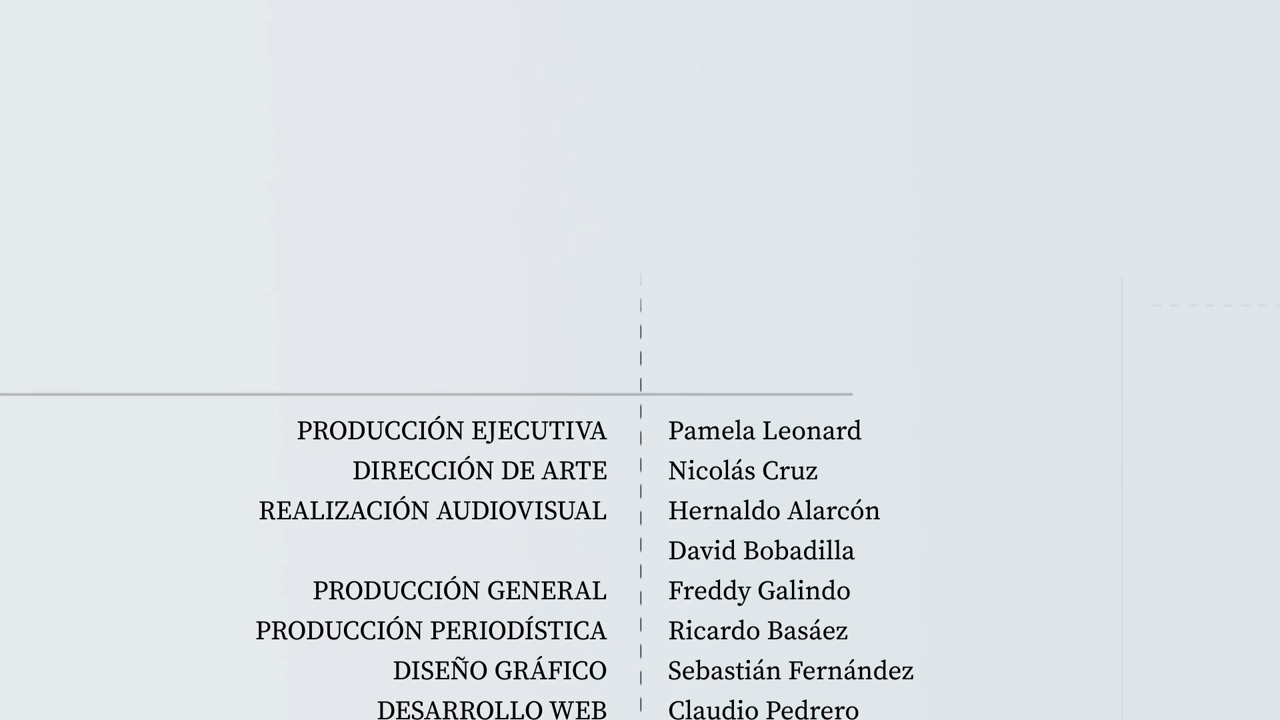 PRODUCCIÓN EJECUTIVA Pamela Leonard
DIRECCIÓN DE ARTE Nicolás Cruz
REALIZACIÓN AUDIOVISUAL Hernaldo Alarcón
David Bobadilla
PRODUCCIÓN GENERAL Freddy Galindo
PRODUCCIÓN PERIODÍSTICA Ricardo Basáez
DISEÑO GRÁFICO Sebastián Fernández
DESARROLLO WEB Claudio Pedrero